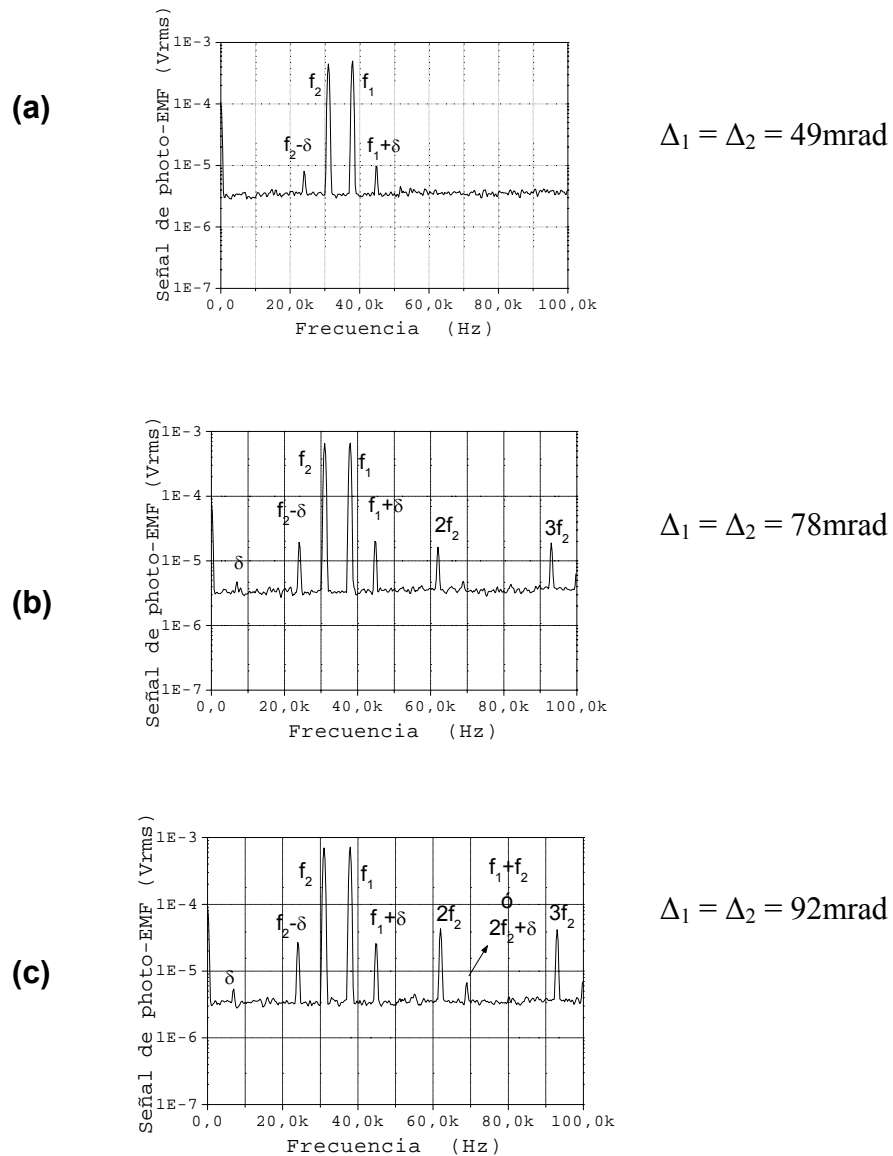 (a)
Señal de photo-EMF (Vrms)
1E-3
1E-4
1E-5
1E-6
1E-7
f₂
f₁
f₂-δ
f₁+δ
0,0 20,0k 40,0k 60,0k 80,0k 100,0k
Frecuencia (Hz)
Δ₁ = Δ₂ = 49mrad
(b)
Señal de photo-EMF (Vrms)
1E-3
1E-4
1E-5
1E-6
1E-7
f₂
f₁
f₂-δ
f₁+δ
2f₂
3f₂
δ
0,0 20,0k 40,0k 60,0k 80,0k 100,0k
Frecuencia (Hz)
Δ₁ = Δ₂ = 78mrad
(c)
Señal de photo-EMF (Vrms)
1E-3
1E-4
1E-5
1E-6
1E-7
f₂
f₁
f₁+f₂
ó
2f₂+δ
f₂-δ
f₁+δ
2f₂
3f₂
δ
0,0 20,0k 40,0k 60,0k 80,0k 100,0k
Frecuencia (Hz)
Δ₁ = Δ₂ = 92mrad